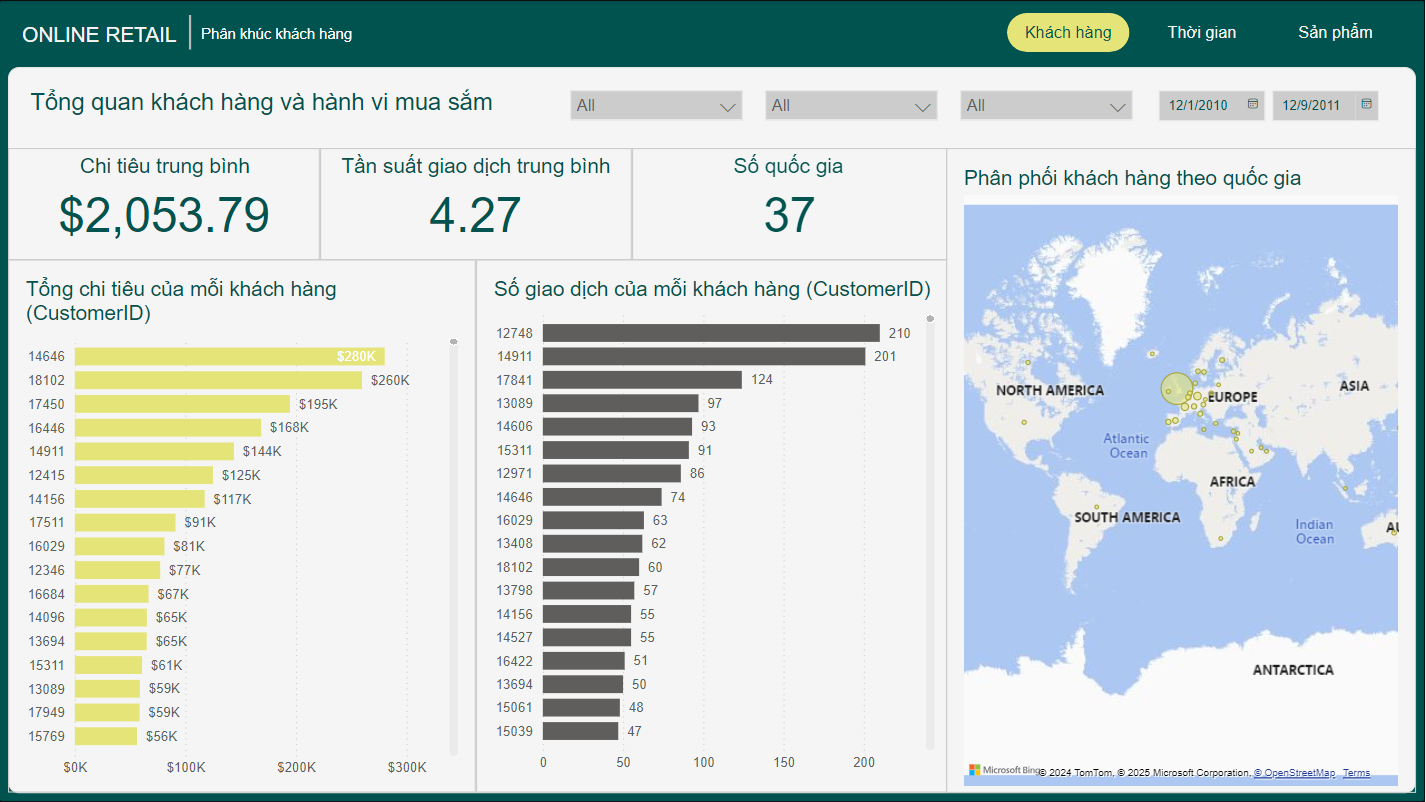 ONLINE RETAIL
Phân khúc khách hàng
Khách hàng
Thời gian
Sản phẩm
Tổng quan khách hàng và hành vi mua sắm
All
All
All
12/1/2010
12/9/2011
Chi tiêu trung bình
$2,053.79
Tần suất giao dịch trung bình
4.27
Số quốc gia
37
Tổng chi tiêu của mỗi khách hàng
(CustomerID)
14646 $280K
18102 $260K
17450 $195K
16446 $168K
14911 $144K
12415 $125K
14156 $117K
17511 $91K
16029 $81K
12346 $77K
16684 $67K
14096 $65K
13694 $65K
15311 $61K
13089 $59K
17949 $59K
15769 $56K
$0K $100K $200K $300K
Số giao dịch của mỗi khách hàng (CustomerID)
12748 210
14911 201
17841 124
13089 97
14606 93
15311 91
12971 86
14646 74
16029 63
13408 62
18102 60
13798 57
14156 55
14527 55
16422 51
13694 50
15061 48
15039 47
0 50 100 150 200
Phân phối khách hàng theo quốc gia
NORTH AMERICA
EUROPE
ASIA
Atlantic
Ocean
AFRICA
SOUTH AMERICA
Indian
Ocean
AU
ANTARCTICA
Microsoft Bing
© 2024 TomTom, © 2025 Microsoft Corporation, © OpenStreetMap Terms